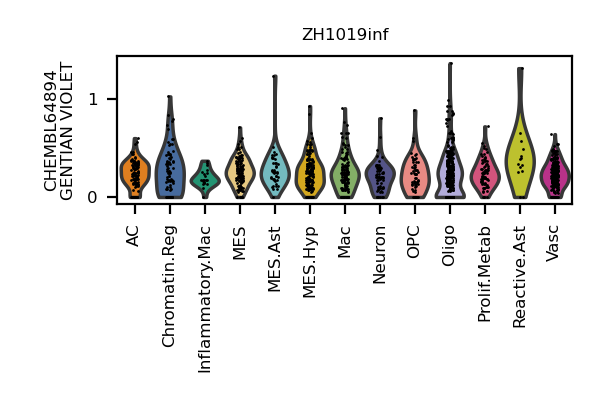 ZH1019inf
CHEMBL64894
GENTIAN VIOLET
1
0
AC
Chromatin.Reg
Inflammatory.Mac
MES
MES.Ast
MES.Hyp
Mac
Neuron
OPC
Oligo
Prolif.Metab
Reactive.Ast
Vasc